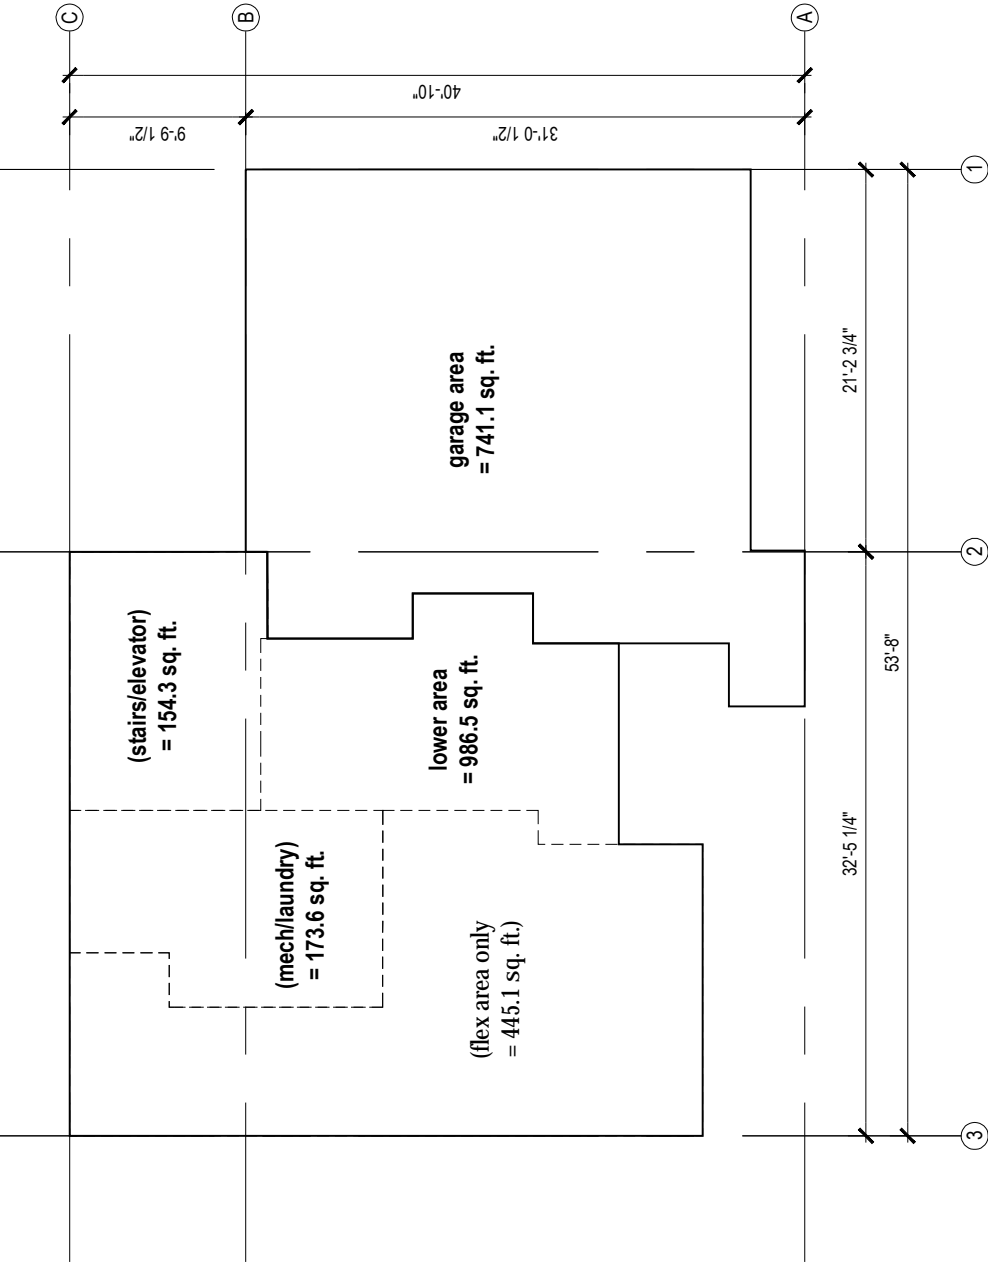 C
B
A
40'-10"
9'-9 1/2"
31'-0 1/2"
1
2
3
21'-2 3/4"
32'-5 1/4"
53'-8"
garage area
= 741.1 sq. ft.
(stairs/elevator)
= 154.3 sq. ft.
lower area
= 986.5 sq. ft.
(mech/laundry)
= 173.6 sq. ft.
(flex area only
= 445.1 sq. ft.)